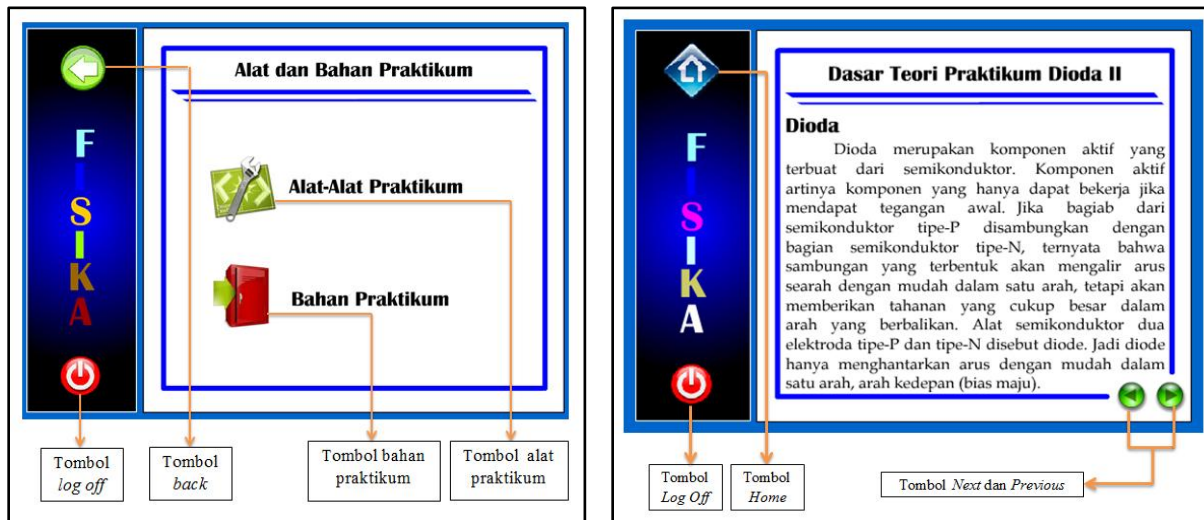 Alat dan Bahan Praktikum
FISIKA
Alat-Alat Praktikum
Bahan Praktikum
Tombol
log off
Tombol
back
Tombol bahan
praktikum
Tombol alat
praktikum
Dasar Teori Praktikum Dioda II
FISIKA
Dioda
Dioda merupakan komponen aktif yang
terbuat dari semikonduktor. Komponen aktif
artinya komponen yang hanya dapat bekerja jika
mendapat tegangan awal. Jika bagiab dari
semikonduktor tipe-P disambungkan dengan
bagian semikonduktor tipe-N, ternyata bahwa
sambungan yang terbentuk akan mengalir arus
searah dengan mudah dalam satu arah, tetapi akan
memberikan tahanan yang cukup besar dalam
arah yang berbalikan. Alat semikonduktor dua
elektroda tipe-P dan tipe-N disebut diode. Jadi diode
hanya menghantarkan arus dengan mudah dalam
satu arah, arah kedepan (bias maju).
Tombol
Log Off
Tombol
Home
Tombol Next dan Previous